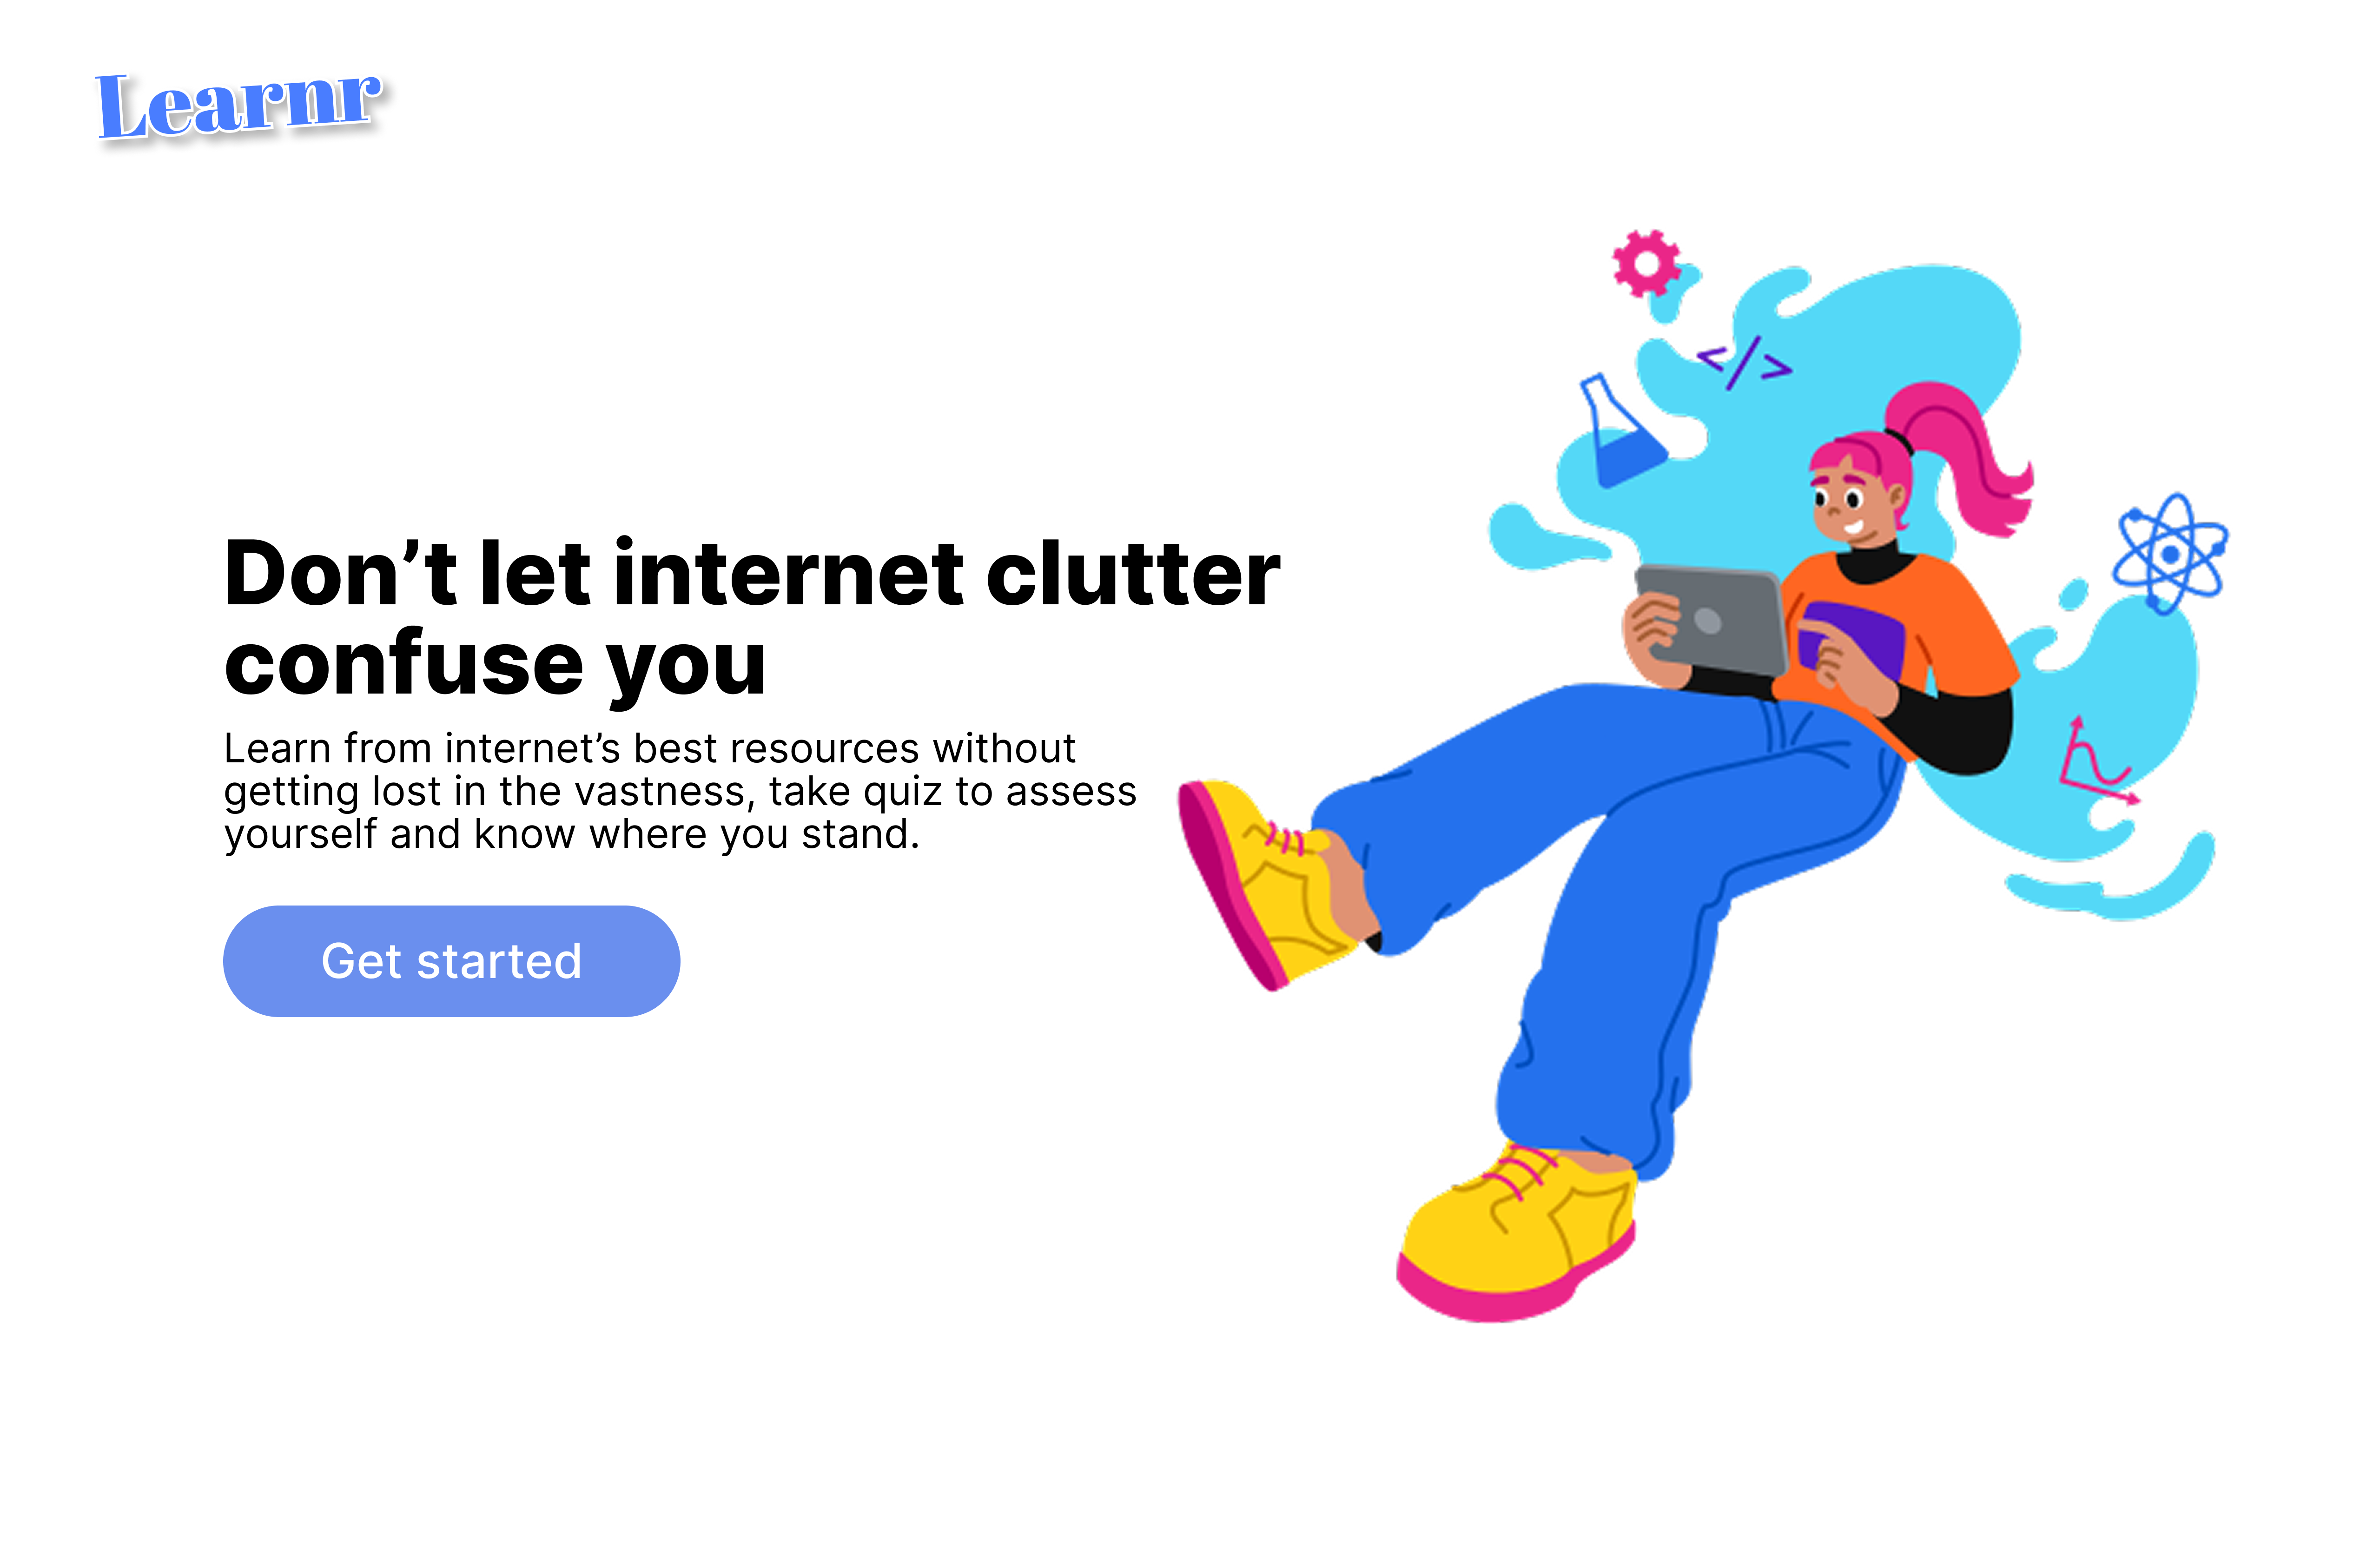 Learnr
</>
Don’t let internet clutter
confuse you
Learn from internet’s best resources without
getting lost in the vastness, take quiz to assess
yourself and know where you stand.
Get started